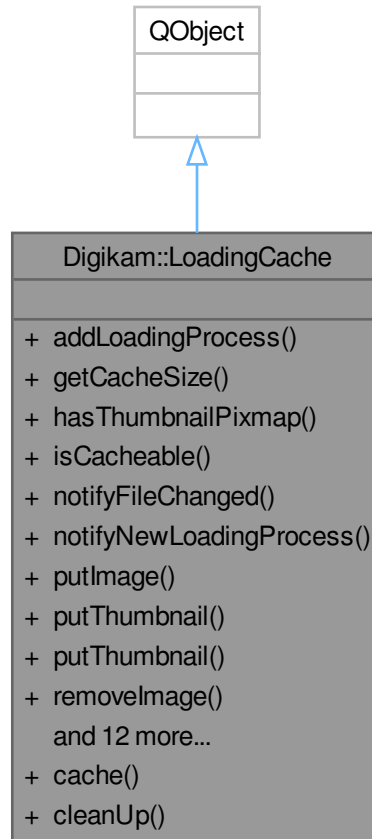 QObject
Digikam::LoadingCache
+ addLoadingProcess()
+ getCacheSize()
+ hasThumbnailPixmap()
+ isCacheable()
+ notifyFileChanged()
+ notifyNewLoadingProcess()
+ putImage()
+ putThumbnail()
+ putThumbnail()
+ removeImage()
and 12 more...
+ cache()
+ cleanUp()